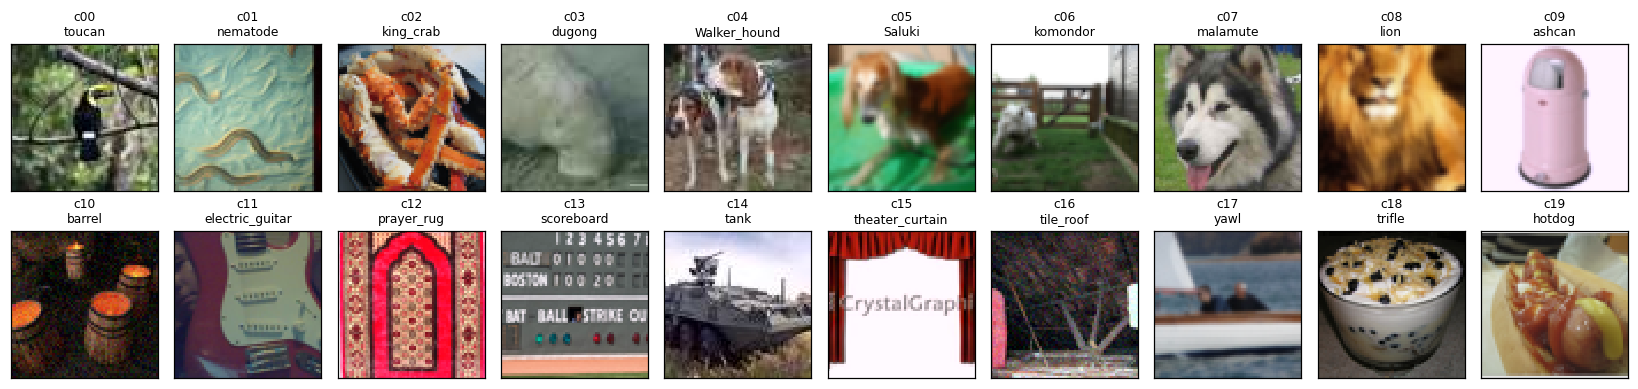 c00 c01 c02 c03 c04 c05 c06 c07 c08 c09
toucan nematode king_crab dugong Walker_hound Saluki komondor malamute lion ashcan
c10 c11 c12 c13 c14 c15 c16 c17 c18 c19
barrel electric_guitar prayer_rug scoreboard tank theater_curtain tile_roof yawl trifle hotdog
1 2 3 4 5 6 7
BALT 0 1 0 0 0
BOSTON 1 0 0 2 0
BAT BALL STRIKE OU
CrystalGraphi